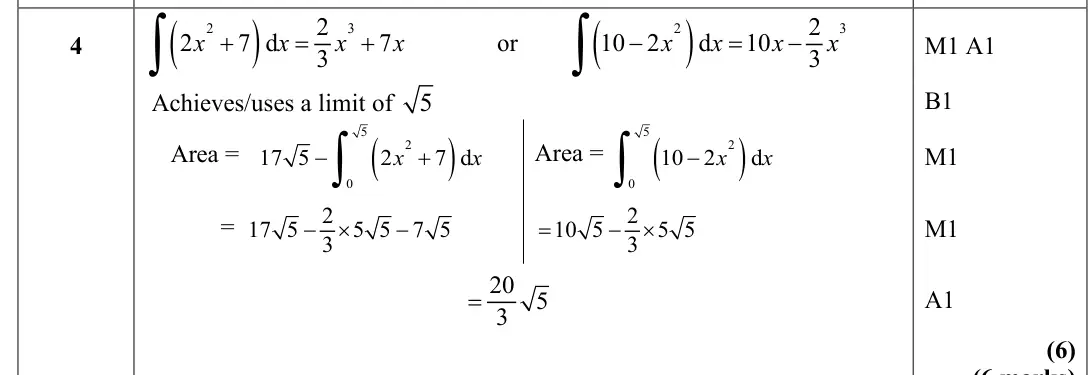 4 ∫(2x² + 7) dx = 2/3 x³ + 7x or ∫(10 − 2x²) dx = 10x − 2/3 x³ M1 A1
Achieves/uses a limit of √5 B1
Area = 17√5 − ∫₀^√5 (2x² + 7) dx Area = ∫₀^√5 (10 − 2x²) dx M1
= 17√5 − 2/3 × 5√5 − 7√5 = 10√5 − 2/3 × 5√5 M1
= 20/3 √5 A1
(6)
(6 marks)